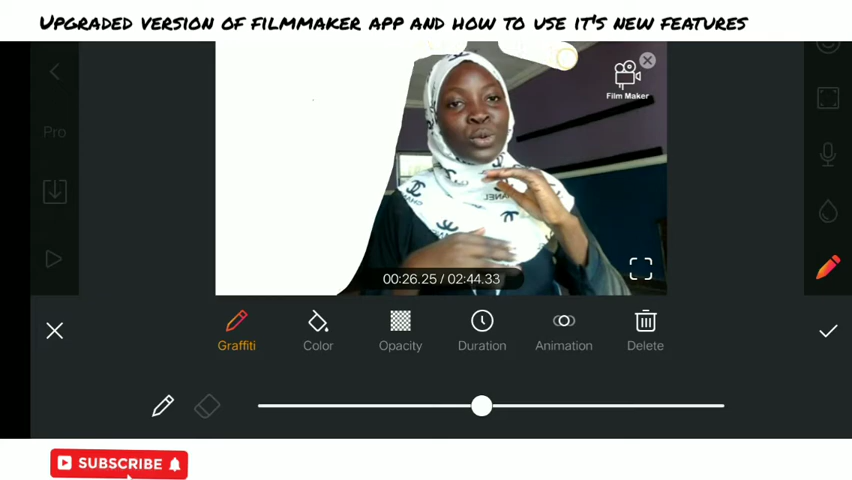 Upgraded version of filmmaker app and how to use it's new features
Film Maker
Pro
CHANEL
00:26.25 / 02:44.33
Graffiti
Color
Opacity
Duration
Animation
Delete
SUBSCRIBE